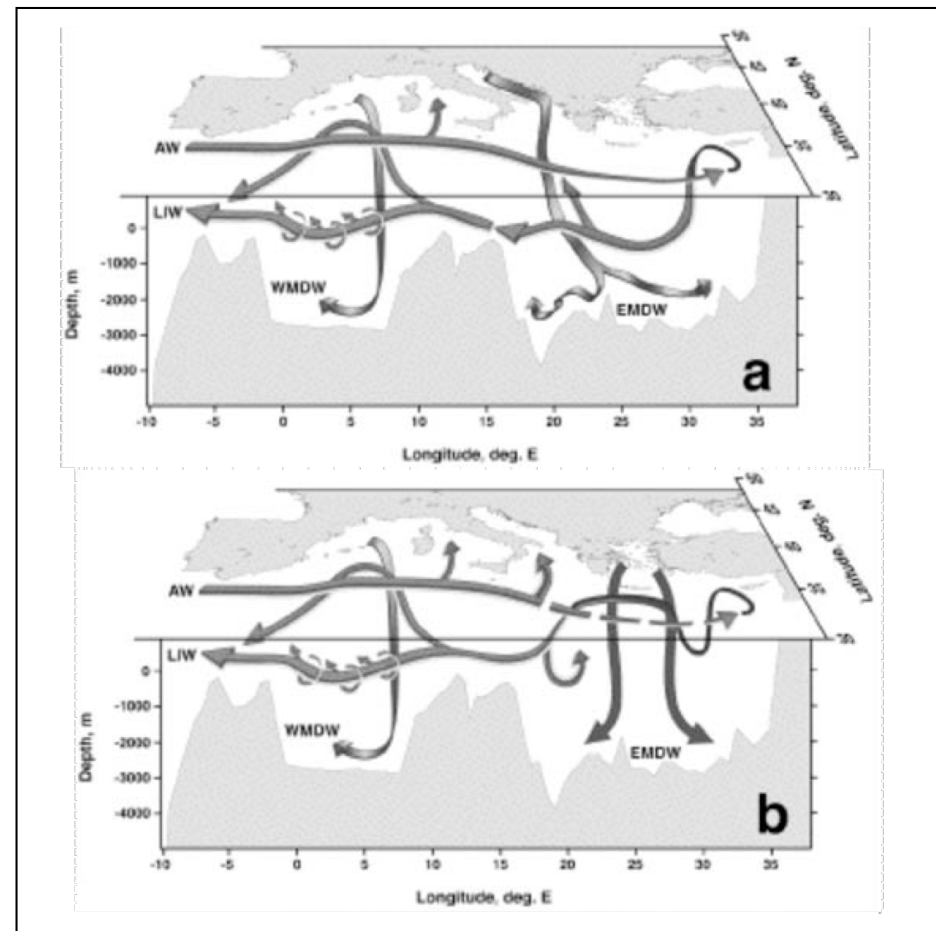 AW
LIW
WMDW
EMDW
a
Latitude, deg. N
Depth, m
0
-1000
-2000
-3000
-4000
-10 -5 0 5 10 15 20 25 30 35
Longitude, deg. E
AW
LIW
WMDW
EMDW
b
Latitude, deg. N
Depth, m
0
-1000
-2000
-3000
-4000
-10 -5 0 5 10 15 20 25 30 35
Longitude, deg. E